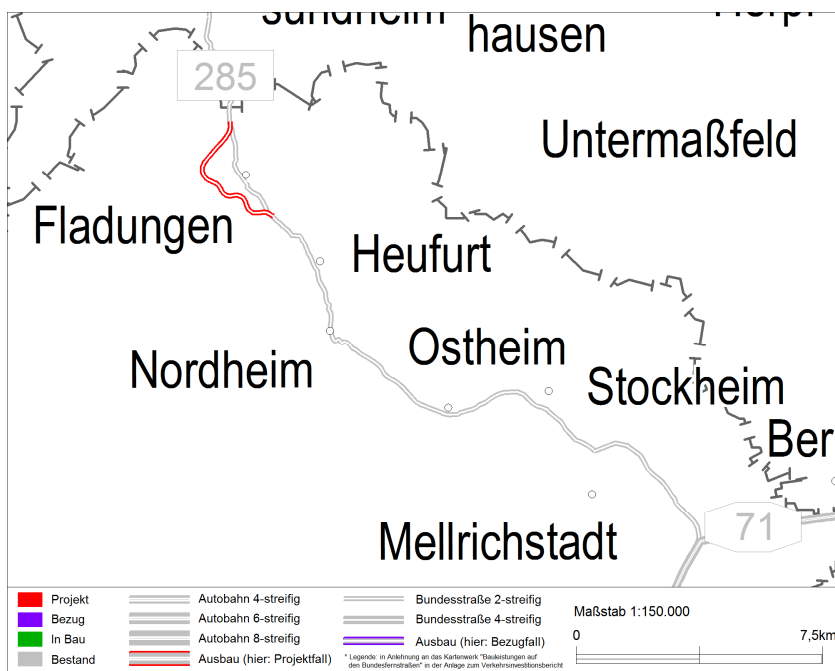 hausen
285
Untermaßfeld
Fladungen
Heufurt
Ostheim
Nordheim
Stockheim
Ber
71
Mellrichstadt
Projekt
Bezug
In Bau
Bestand
Autobahn 4-streifig
Autobahn 6-streifig
Autobahn 8-streifig
Ausbau (hier: Projektfall)
Bundesstraße 2-streifig
Bundesstraße 4-streifig
Ausbau (hier: Bezugfall)
* Legende: in Anlehnung an das Kartenwerk "Bauleistungen auf
den Bundesfernstraßen" in der Anlage zum Verkehrsinvestitionsbericht
Maßstab 1:150.000
0 7,5km